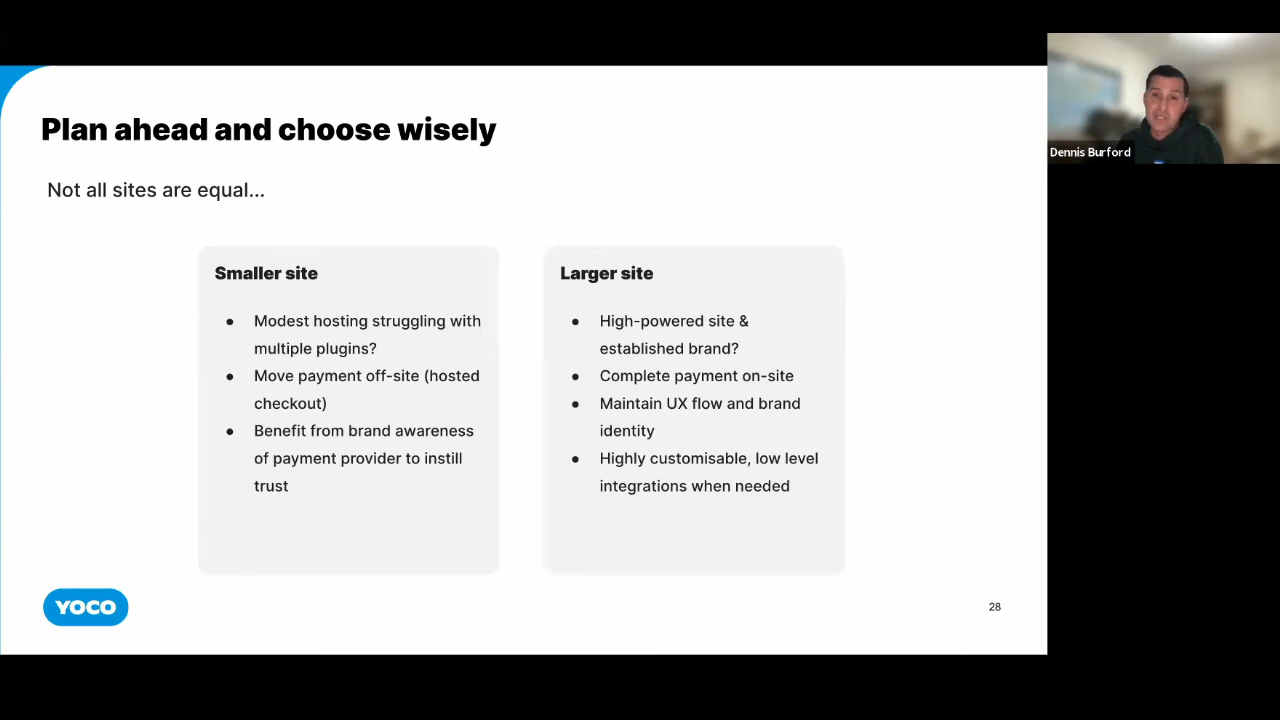 Plan ahead and choose wisely
Not all sites are equal...
Smaller site
● Modest hosting struggling with
multiple plugins?
● Move payment off-site (hosted
checkout)
● Benefit from brand awareness
of payment provider to instill
trust
Larger site
● High-powered site &
established brand?
● Complete payment on-site
● Maintain UX flow and brand
identity
● Highly customisable, low level
integrations when needed
YOCO
28
Dennis Burford